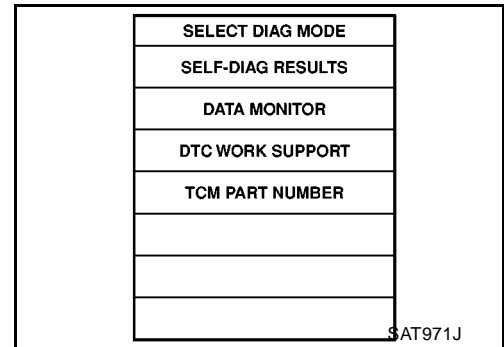 SELECT DIAG MODE
SELF-DIAG RESULTS
DATA MONITOR
DTC WORK SUPPORT
TCM PART NUMBER
SAT971J